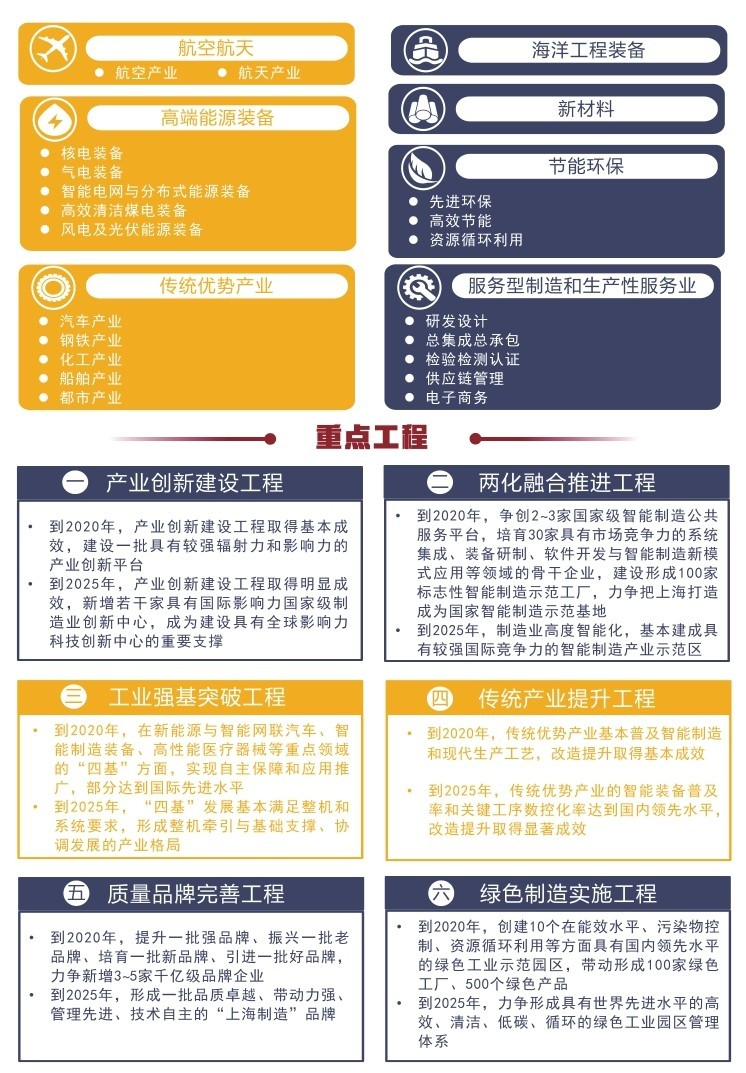 航空航天
航空产业
航天产业
高端能源装备
核电装备
气电装备
智能电网与分布式能源装备
高效清洁煤电装备
风电及光伏能源装备
传统优势产业
汽车产业
钢铁产业
化工产业
船舶产业
都市产业
海洋工程装备
新材料
节能环保
先进环保
高效节能
资源循环利用
服务型制造和生产性服务业
研发设计
总集成总承包
检验检测认证
供应链管理
电子商务
重点工程
一 产业创新建设工程
• 到2020年，产业创新建设工程取得基本成
效，建设一批具有较强辐射力和影响力的
产业创新平台
• 到2025年，产业创新建设工程取得明显成
效，新增若干家具有国际影响力国家级制
造业创新中心，成为建设具有全球影响力
科技创新中心的重要支撑
二 两化融合推进工程
• 到2020年，争创2~3家国家级智能制造公共
服务平台，培育30家具有市场竞争力的系统
集成、装备研制、软件开发与智能制造新模
式应用等领域的骨干企业，建设形成100家
标志性智能制造示范工厂，力争把上海打造
成为国家智能制造示范基地
• 到2025年，制造业高度智能化，基本建成具
有较强国际竞争力的智能制造产业示范区
三 工业强基突破工程
• 到2020年，在新能源与智能网联汽车、智
能制造装备、高性能医疗器械等重点领域
的“四基”方面，实现自主保障和应用推
广，部分达到国际先进水平
• 到2025年，“四基”发展基本满足整机和
系统要求，形成整机牵引与基础支撑、协
调发展的产业格局
四 传统产业提升工程
• 到2020年，传统优势产业基本普及智能制造
和现代生产工艺，改造提升取得基本成效
• 到2025年，传统优势产业的智能装备普及
率和关键工序数控化率达到国内领先水平，
改造提升取得显著成效
五 质量品牌完善工程
• 到2020年，提升一批强品牌、振兴一批老
品牌、培育一批新品牌、引进一批好品牌，
力争新增3~5家千亿级品牌企业
• 到2025年，形成一批品质卓越、带动力强、
管理先进、技术自主的“上海制造”品牌
六 绿色制造实施工程
• 到2020年，创建10个在能效水平、污染物控
制、资源循环利用等方面具有国内领先水平
的绿色工业示范园区，带动形成100家绿色
工厂、500个绿色产品
• 到2025年，力争形成具有世界先进水平的高
效、清洁、低碳、循环的绿色工业园区管理
体系